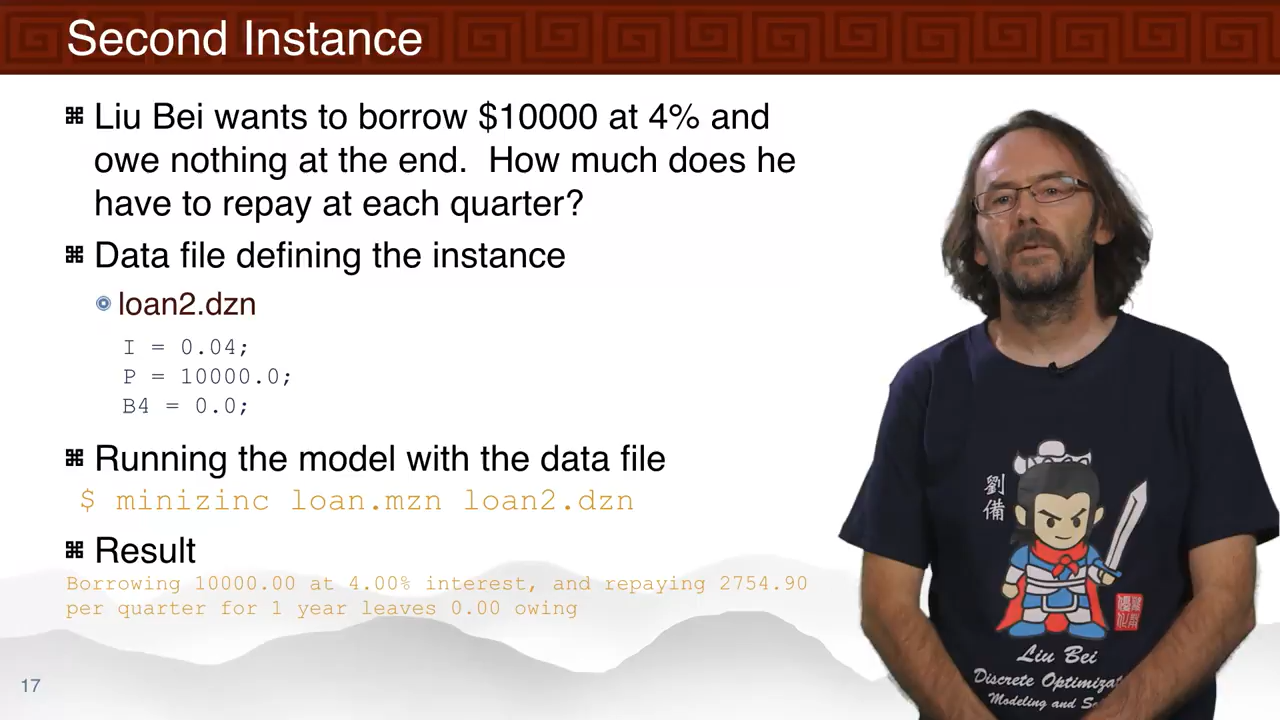 Second Instance
Liu Bei wants to borrow $10000 at 4% and
owe nothing at the end. How much does he
have to repay at each quarter?
Data file defining the instance
loan2.dzn
I = 0.04;
P = 10000.0;
B4 = 0.0;
Running the model with the data file
$ minizinc loan.mzn loan2.dzn
Result
Borrowing 10000.00 at 4.00% interest, and repaying 2754.90
per quarter for 1 year leaves 0.00 owing
17
劉備
Liu Bei
Discrete Optimizat
Modeling and S